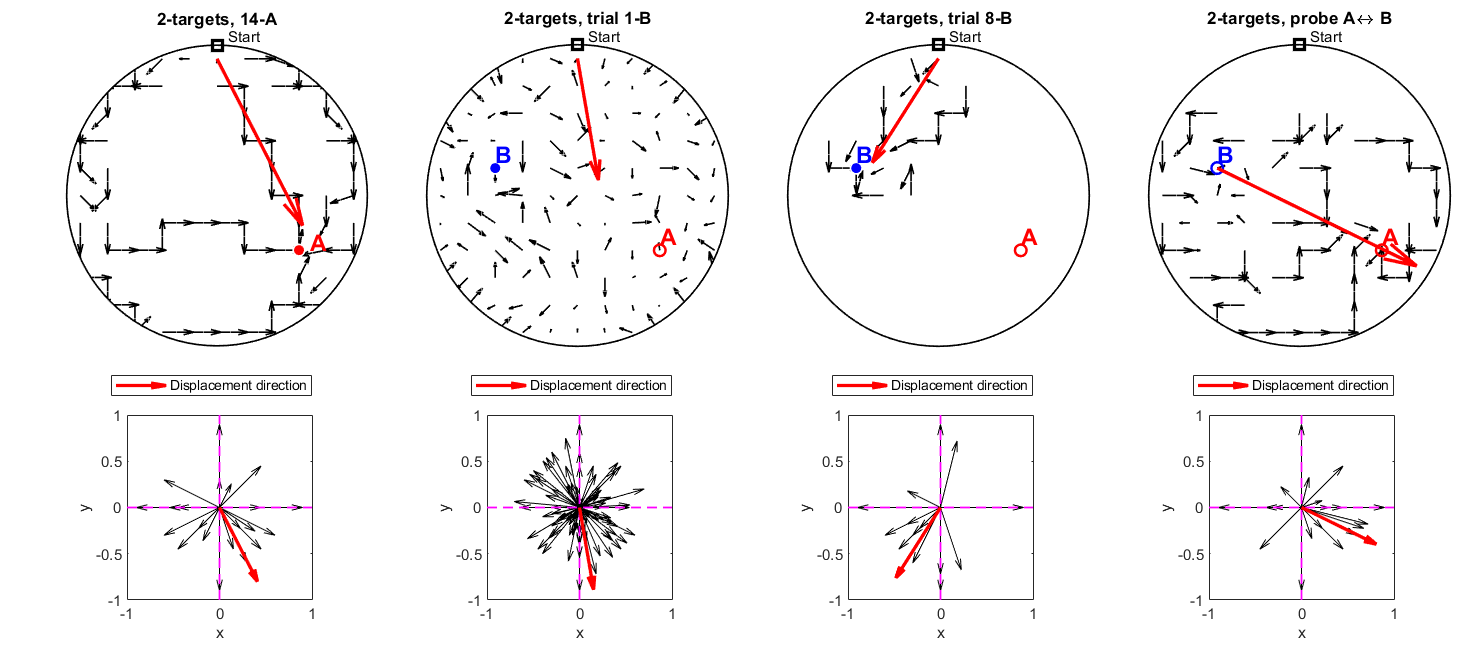 2-targets, 14-A
Start
A
Displacement direction
1
0.5
0
-0.5
-1
y
-1
0
1
x
2-targets, trial 1-B
Start
B
A
Displacement direction
1
0.5
0
-0.5
-1
y
-1
0
1
x
2-targets, trial 8-B
Start
B
A
Displacement direction
1
0.5
0
-0.5
-1
y
-1
0
1
x
2-targets, probe A↔ B
Start
B
A
Displacement direction
1
0.5
0
-0.5
-1
y
-1
0
1
x